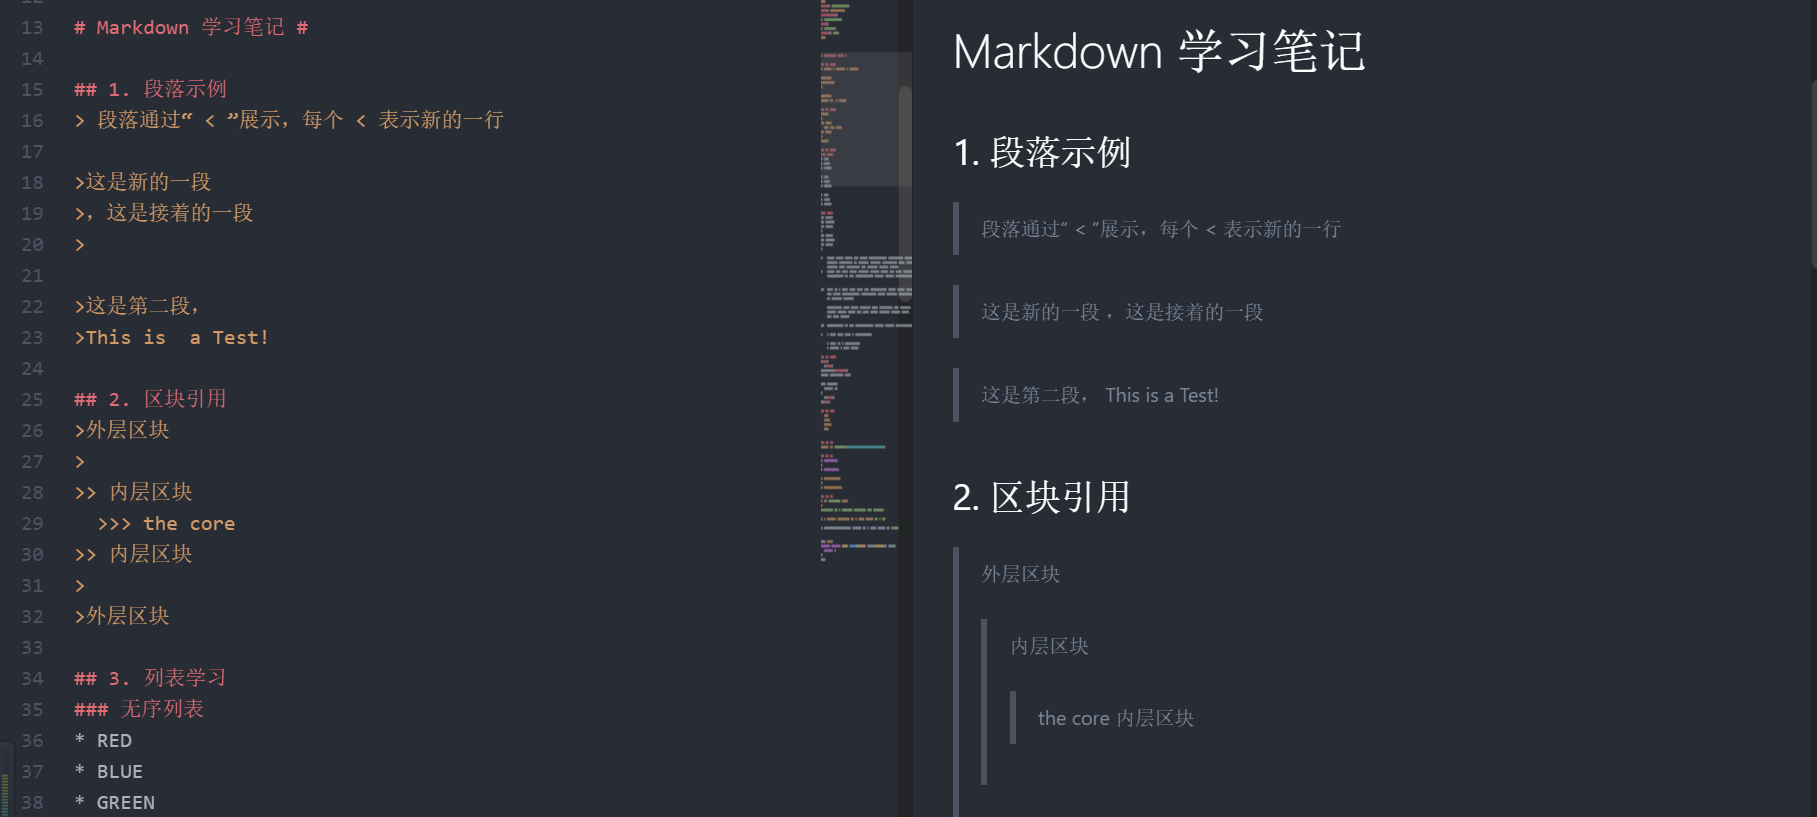 12
13 # Markdown 学习笔记 #
14
15 ## 1. 段落示例
16 > 段落通过“ < ”展示，每个 < 表示新的一行
17
18 >这是新的一段
19 >，这是接着的一段
20 >
21
22 >这是第二段，
23 >This is  a Test!
24
25 ## 2. 区块引用
26 >外层区块
27 >
28 >> 内层区块
29   >>> the core
30 >> 内层区块
31 >
32 >外层区块
33
34 ## 3. 列表学习
35 ### 无序列表
36 * RED
37 * BLUE
38 * GREEN
Markdown 学习笔记
1. 段落示例
段落通过“ < ”展示，每个 < 表示新的一行
这是新的一段 ，这是接着的一段
这是第二段， This is a Test!
2. 区块引用
外层区块
内层区块
the core 内层区块